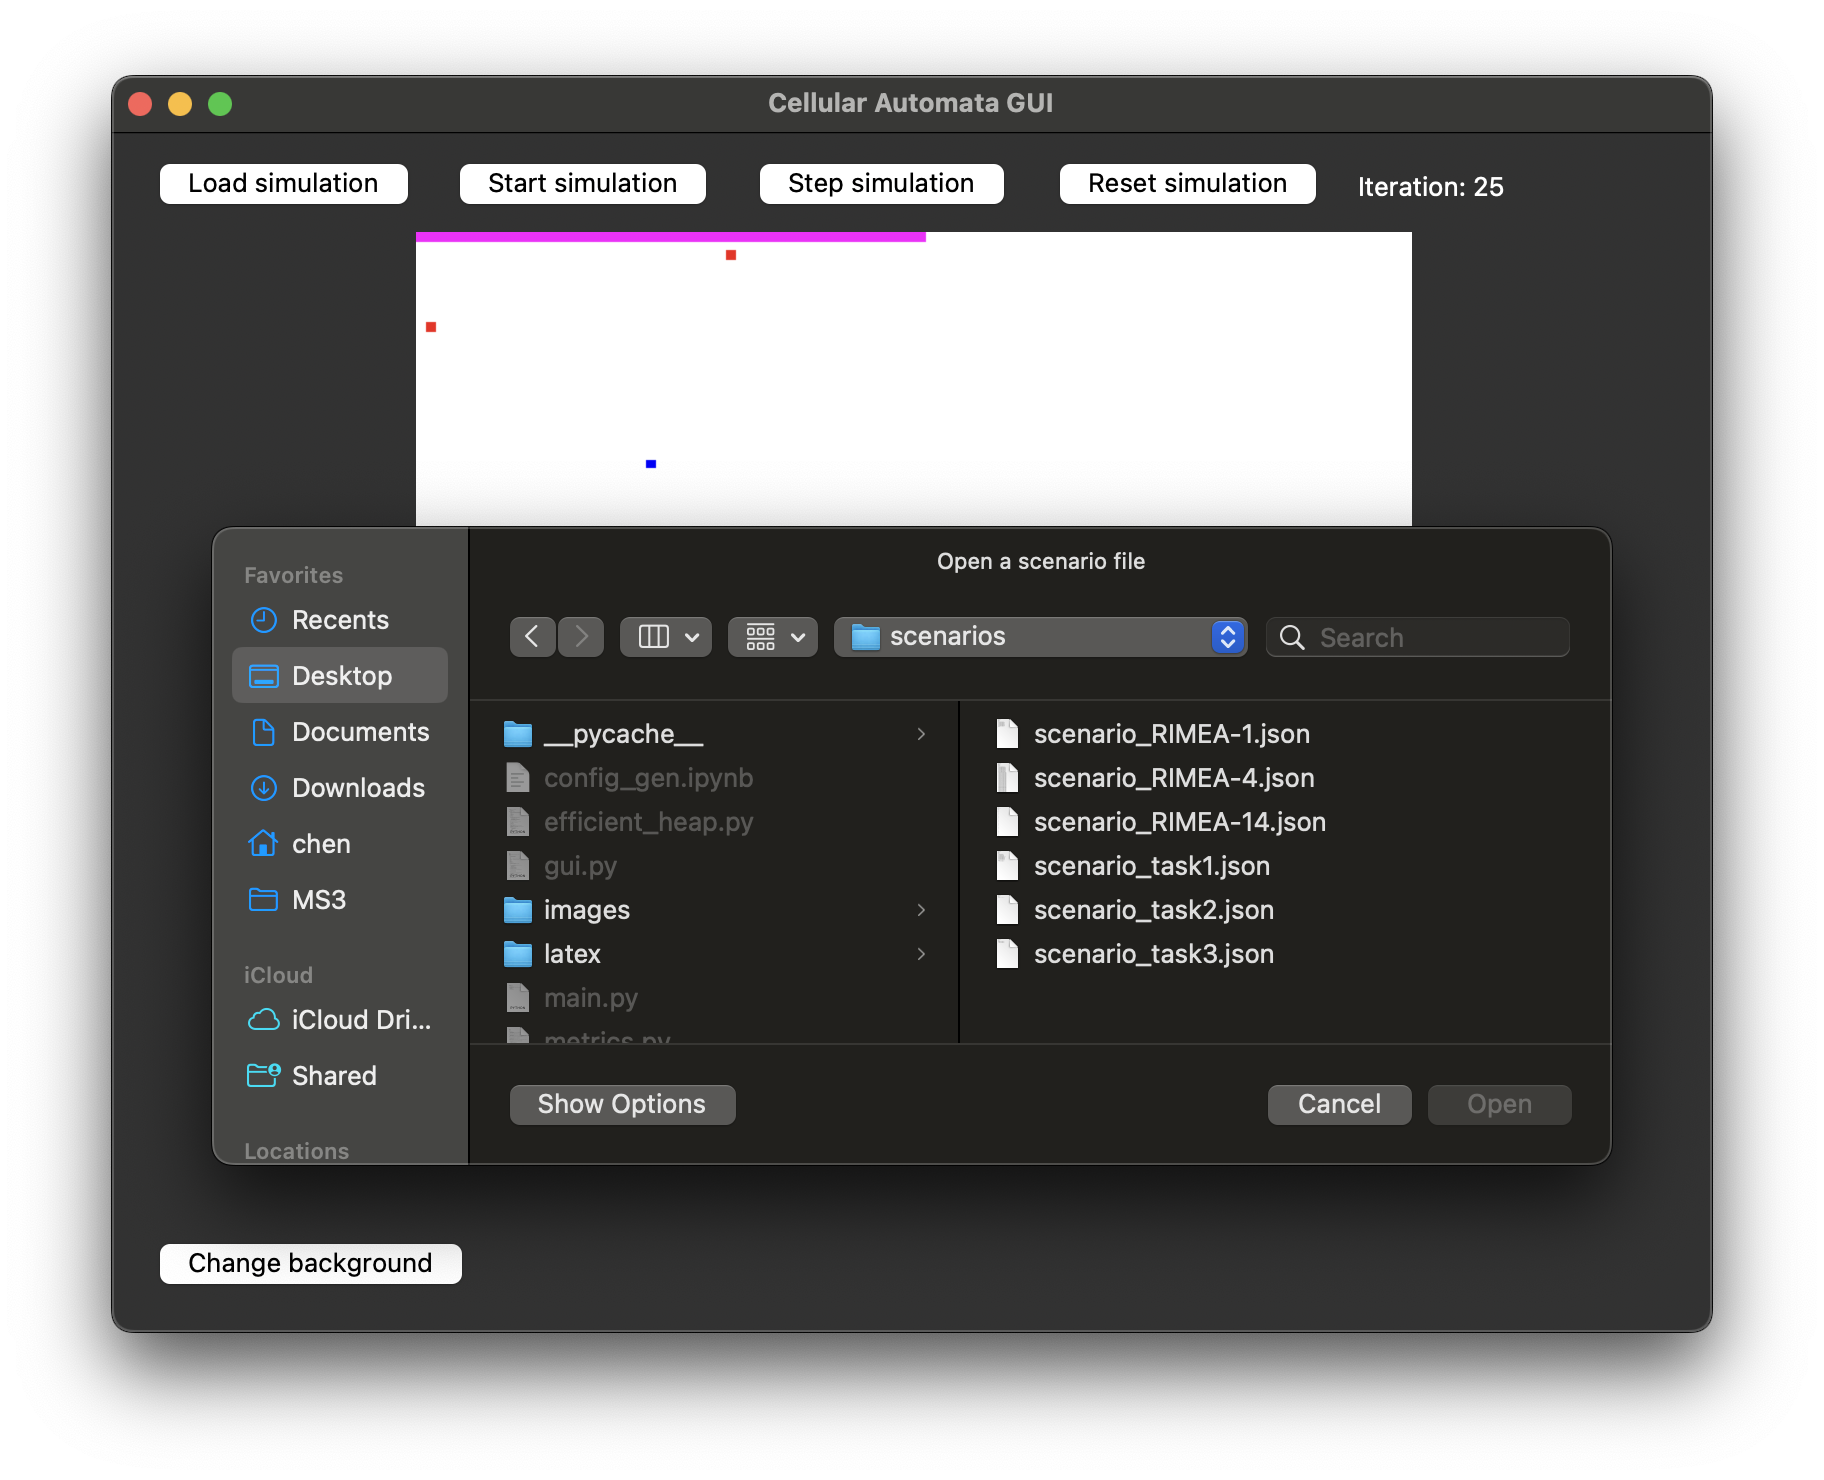 Cellular Automata GUI
Load simulation
Start simulation
Step simulation
Reset simulation
Iteration: 25
Open a scenario file
Favorites
Recents
Desktop
Documents
Downloads
chen
MS3
iCloud
iCloud Dri...
Shared
Locations
scenarios
Search
__pycache__
config_gen.ipynb
efficient_heap.py
gui.py
images
latex
main.py
metrics.py
scenario_RIMEA-1.json
scenario_RIMEA-4.json
scenario_RIMEA-14.json
scenario_task1.json
scenario_task2.json
scenario_task3.json
Show Options
Cancel
Open
Change background